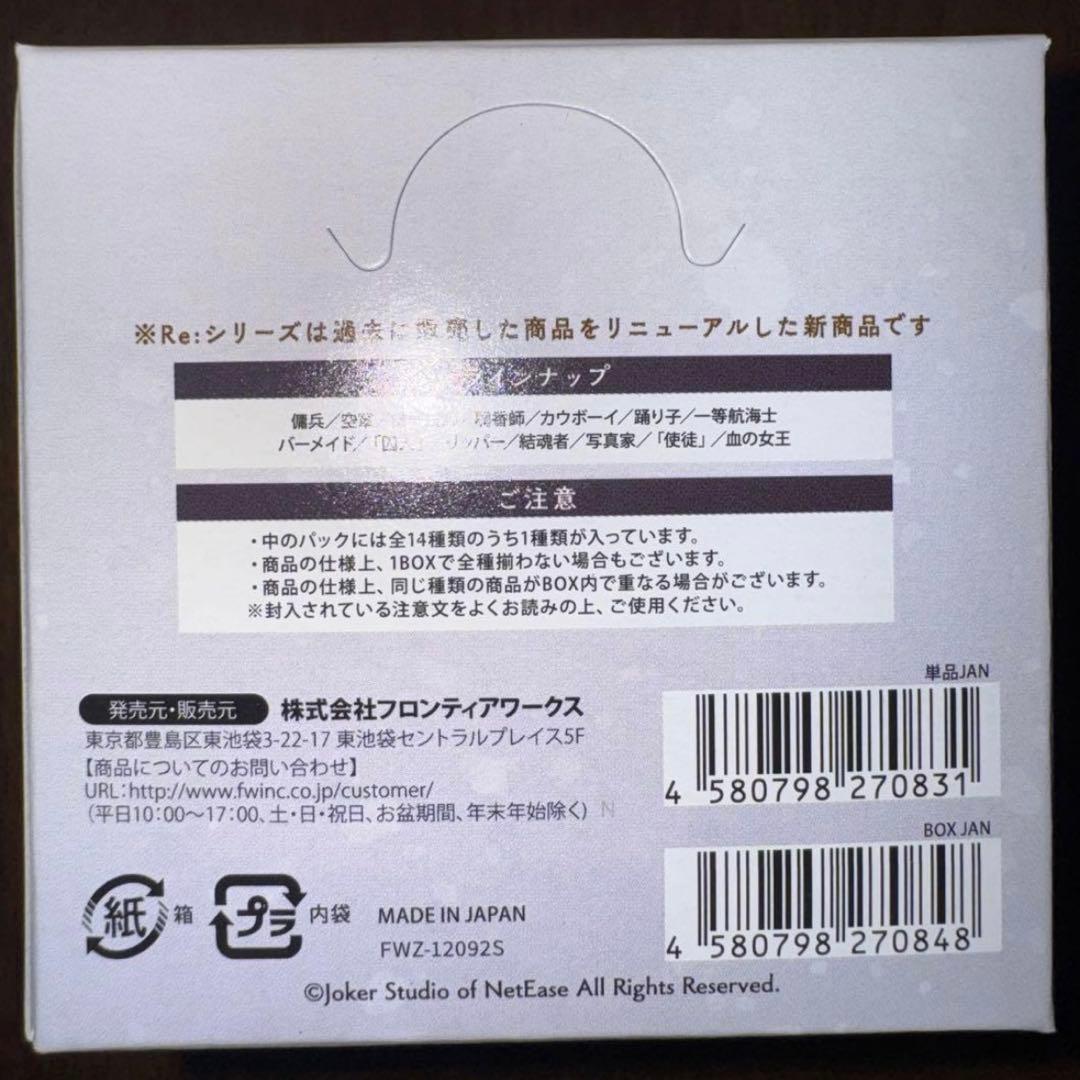 ※Re:シリーズは過去に販売した商品をリニューアルした新商品です
インナップ
傭兵／空軍／ 調香師／カウボーイ／踊り子／一等航海士
バーメイド／「囚人」 リッパー／結魂者／写真家／「使徒」／血の女王
ご注意
・中のパックには全14種類のうち1種類が入っています。
・商品の仕様上、1BOXで全種揃わない場合もございます。
・商品の仕様上、同じ種類の商品がBOX内で重なる場合がございます。
※封入されている注意文をよくお読みの上、ご使用ください。
単品JAN
4 580798 270831
発売元・販売元 株式会社フロンティアワークス
東京都豊島区東池袋3-22-17 東池袋セントラルプレイス5F
【商品についてのお問い合わせ】
URL:http://www.fwinc.co.jp/customer/
(平日10:00〜17:00、土・日・祝日、お盆期間、年末年始除く) N
BOX JAN
4 580798 270848
紙 箱 プラ 内袋 MADE IN JAPAN
FWZ-12092S
©Joker Studio of NetEase All Rights Reserved.